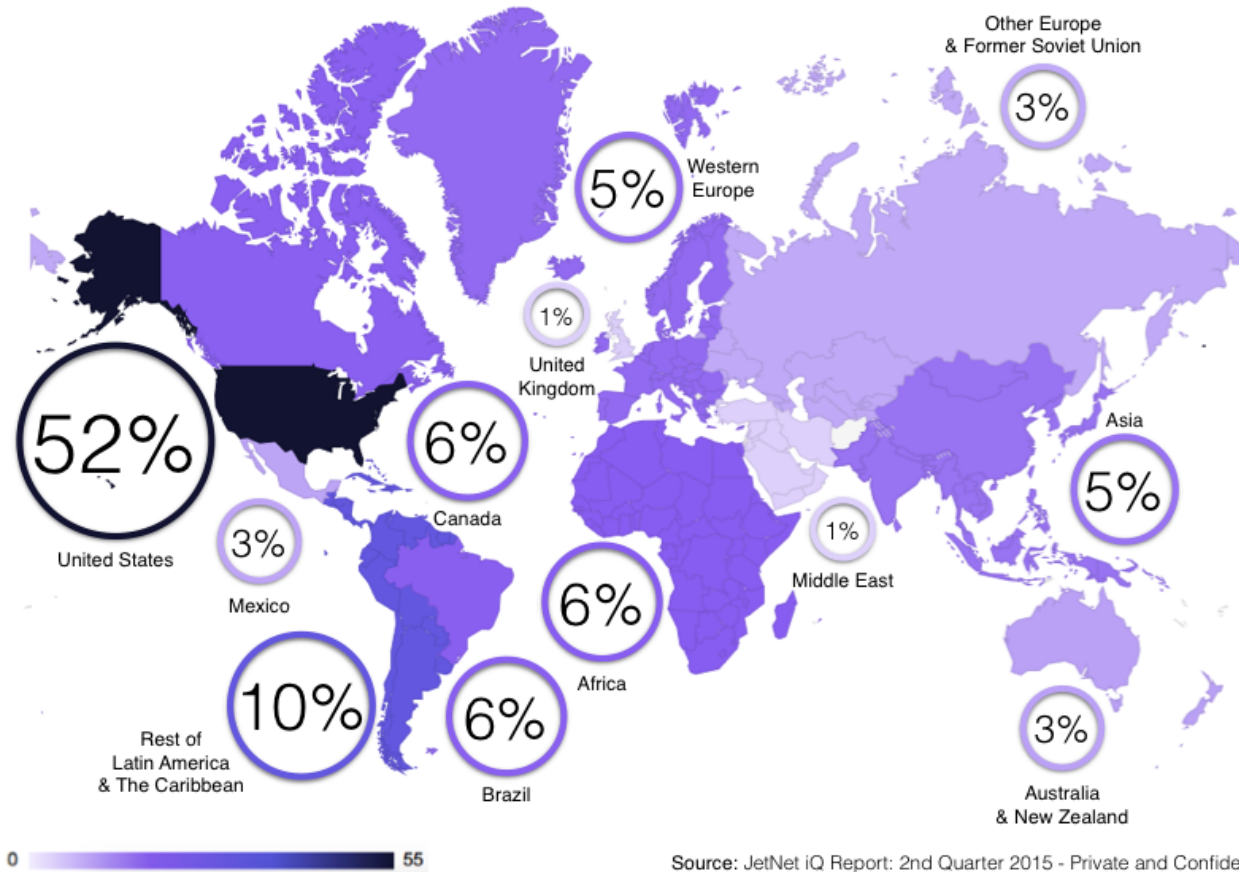 Other Europe
& Former Soviet Union
3%
5%
Western
Europe
1%
United
Kingdom
52%
United States
6%
Canada
Asia
5%
3%
Mexico
1%
Middle East
6%
Africa
10%
Rest of
Latin America
& The Caribbean
6%
Brazil
3%
Australia
& New Zealand
0 55
Source: JetNet iQ Report: 2nd Quarter 2015 - Private and Confide